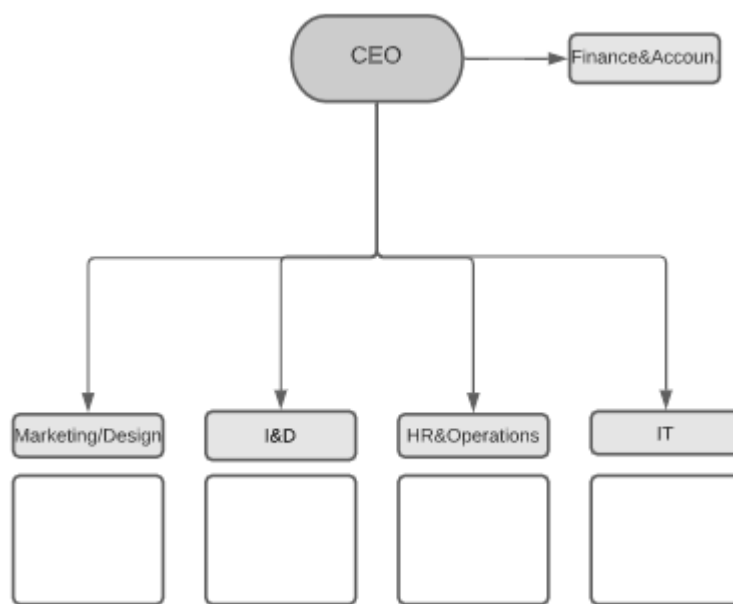 CEO
Finance&Accoun.
Marketing/Design
I&D
HR&Operations
IT